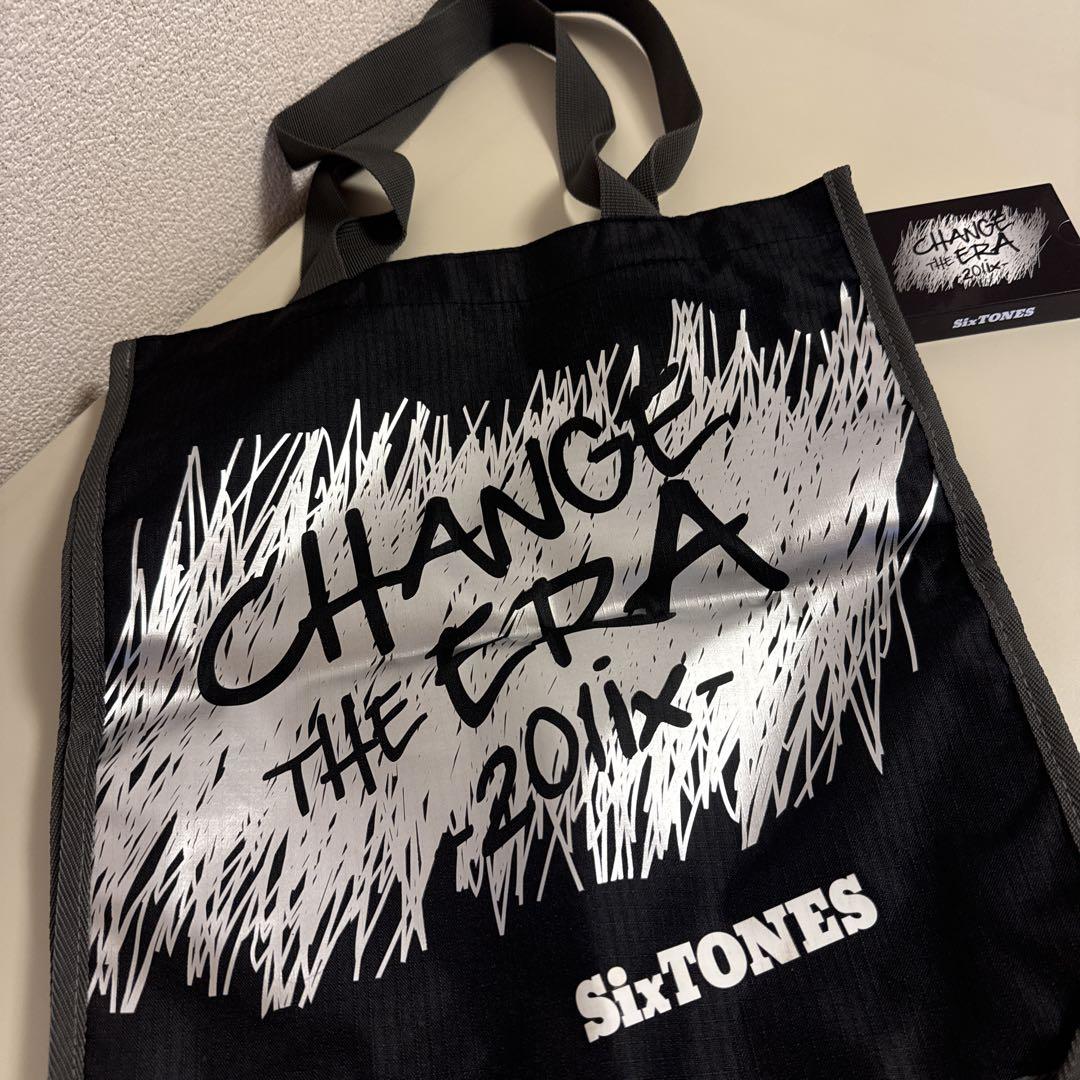 CHANGE
THE ERA
-201ix-
SixTONES
CHANGE
THE ERA
-201ix-
SixTONES